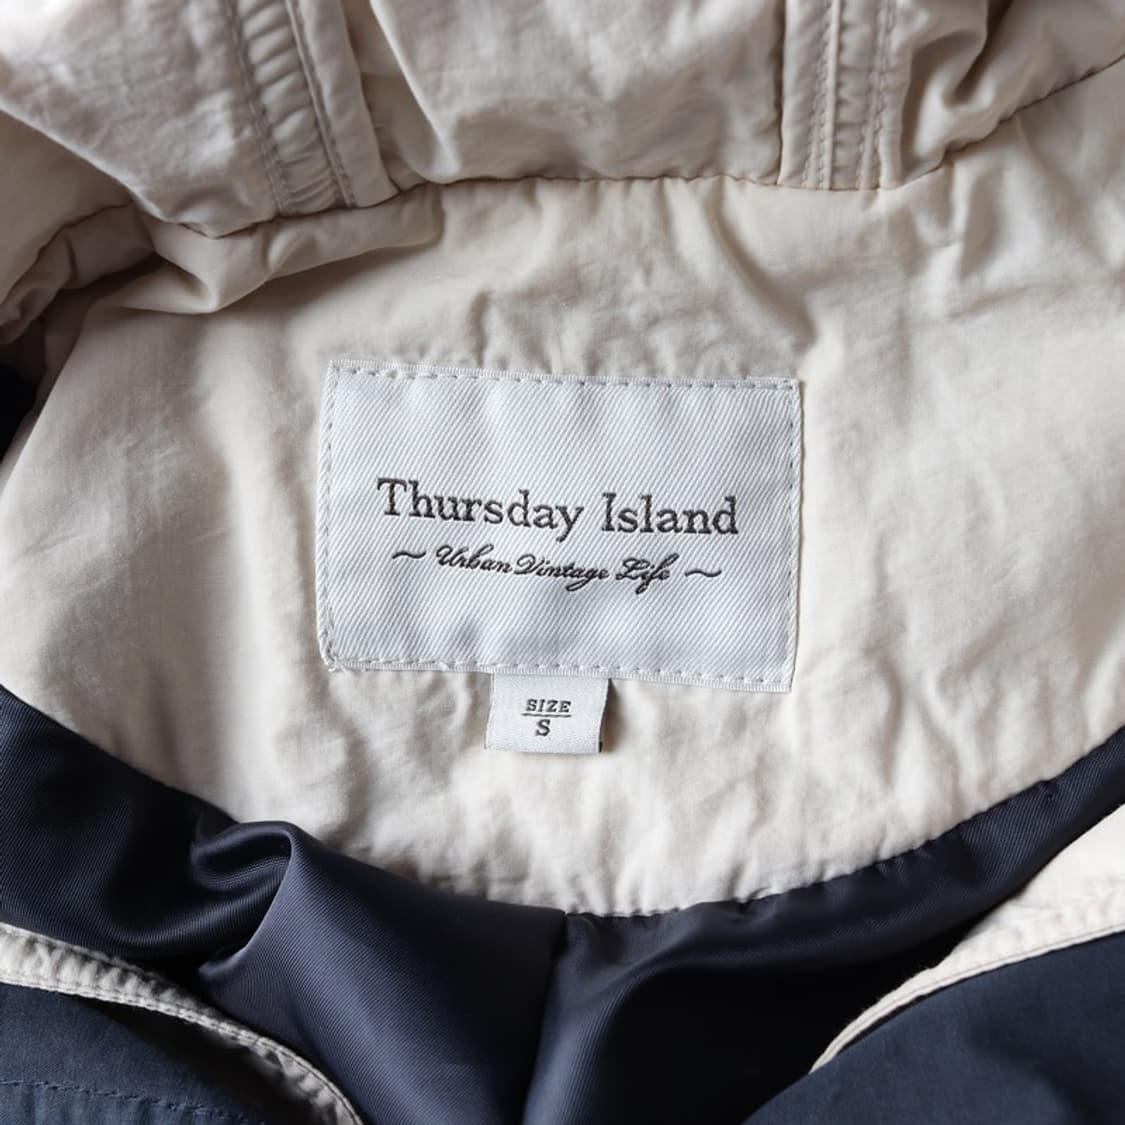 Thursday Island
~ Urban Vintage Life ~
SIZE
S